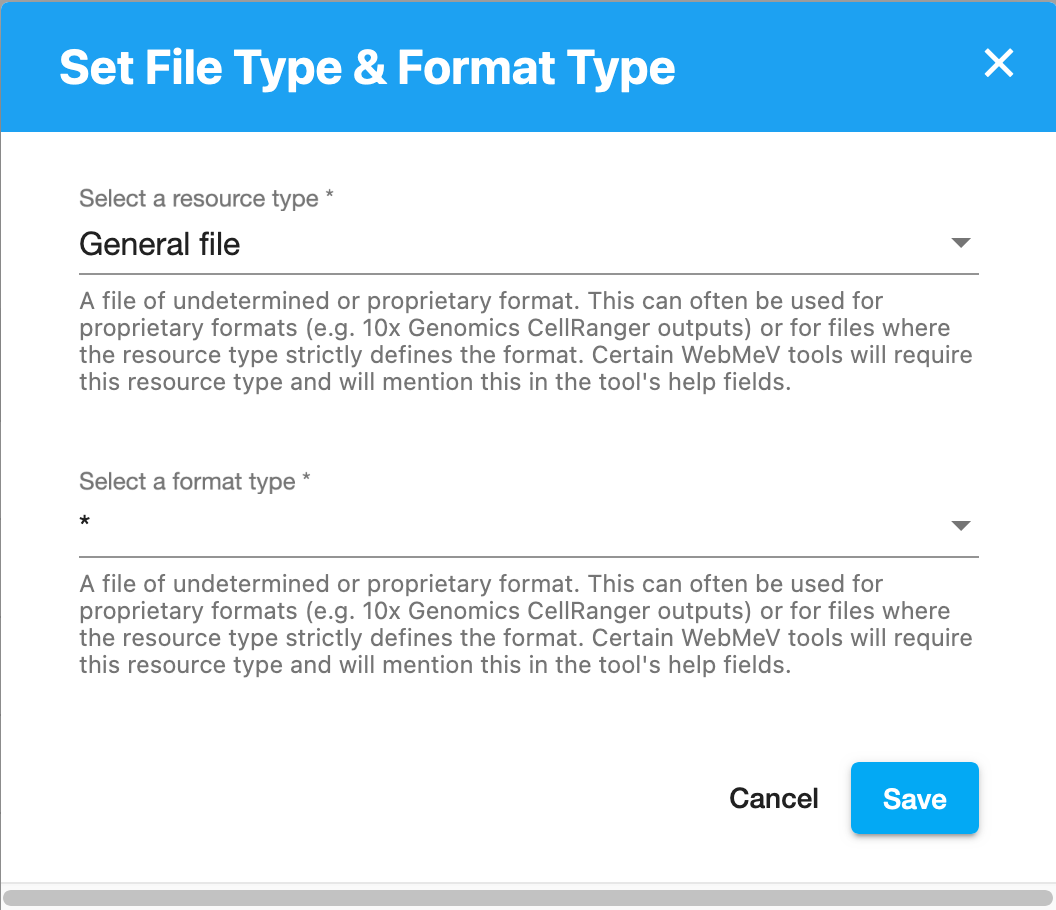 Set File Type & Format Type
Select a resource type *
General file
A file of undetermined or proprietary format. This can often be used for
proprietary formats (e.g. 10x Genomics CellRanger outputs) or for files where
the resource type strictly defines the format. Certain WebMeV tools will require
this resource type and will mention this in the tool's help fields.
Select a format type *
*
A file of undetermined or proprietary format. This can often be used for
proprietary formats (e.g. 10x Genomics CellRanger outputs) or for files where
the resource type strictly defines the format. Certain WebMeV tools will require
this resource type and will mention this in the tool's help fields.
Cancel Save